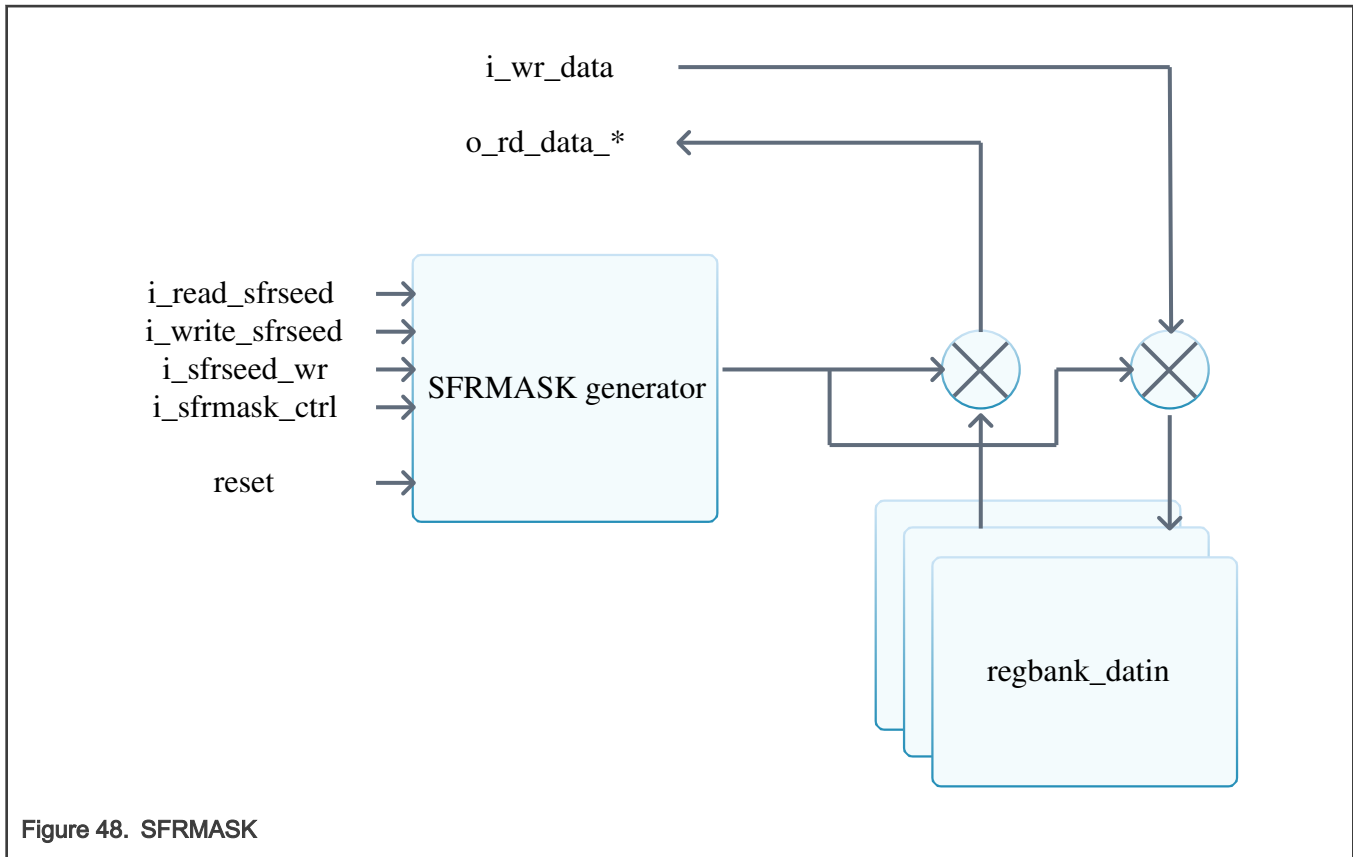 i_wr_data
o_rd_data_*
i_read_sfrseed
i_write_sfrseed
i_sfrseed_wr
i_sfrmask_ctrl
reset
SFRMASK generator
regbank_datin
Figure 48. SFRMASK